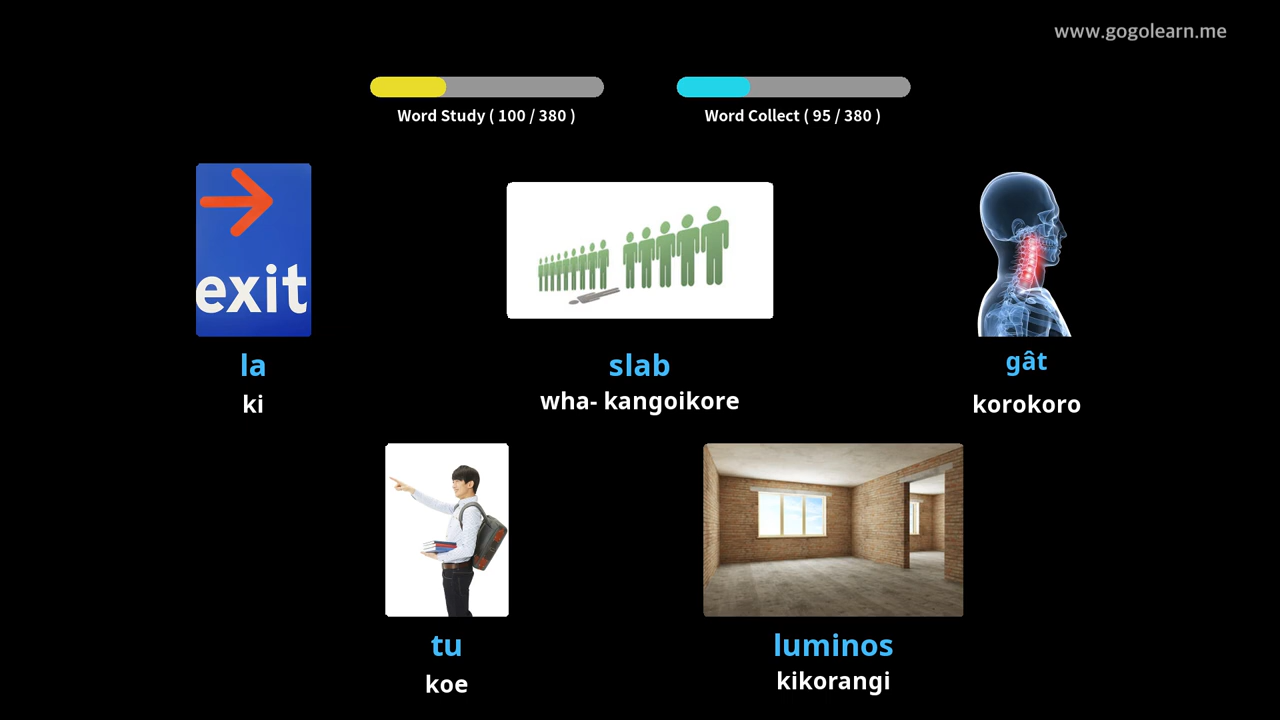 www.gogolearn.me
Word Study ( 100 / 380 )
Word Collect ( 95 / 380 )
exit
la
ki
slab
wha- kangoikore
gât
korokoro
tu
koe
luminos
kikorangi